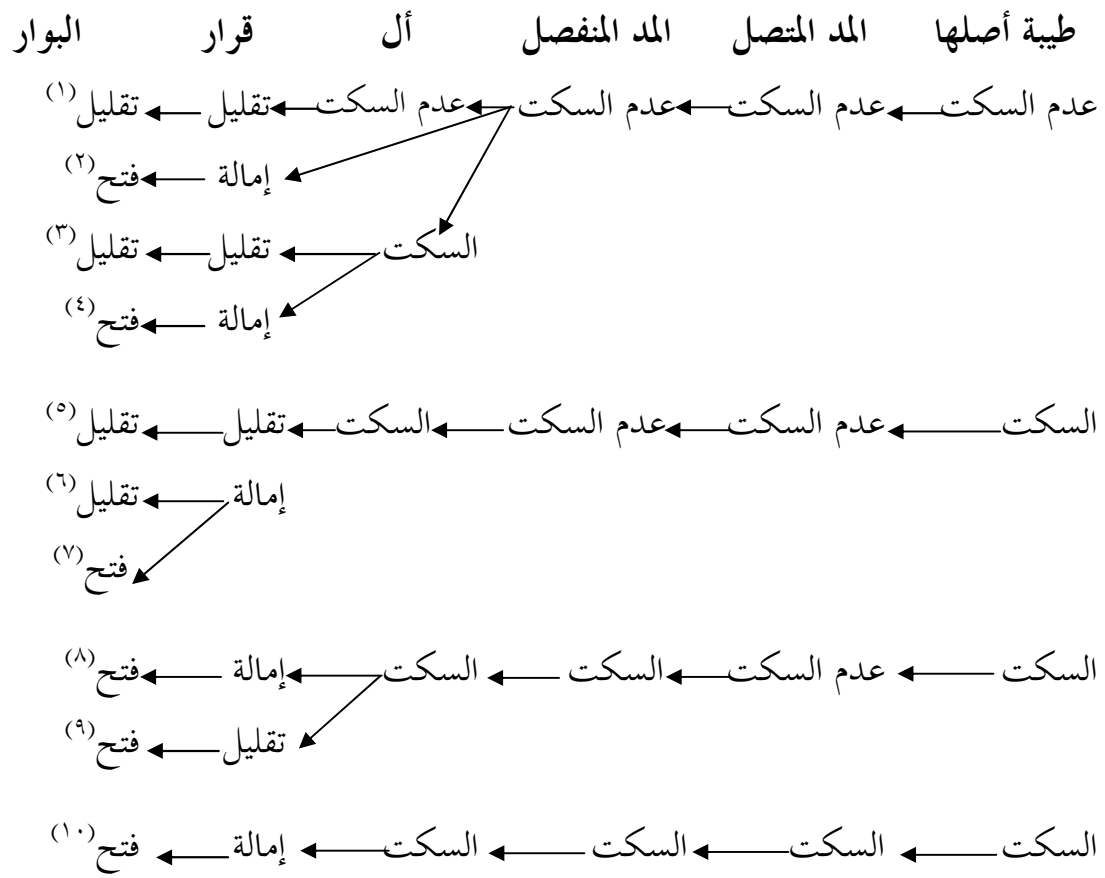 طيبة أصلها المد المتصل المد المنفصل أل قرار البوار
عدم السكت عدم السكت عدم السكت عدم السكت تقليل تقليل(١)
إمالة فتح(٢)
السكت تقليل تقليل(٣)
إمالة فتح(٤)
السكت عدم السكت عدم السكت السكت تقليل تقليل(٥)
إمالة تقليل(٦)
فتح(٧)
السكت عدم السكت السكت السكت إمالة فتح(٨)
تقليل فتح(٩)
السكت السكت السكت السكت إمالة فتح(١٠)